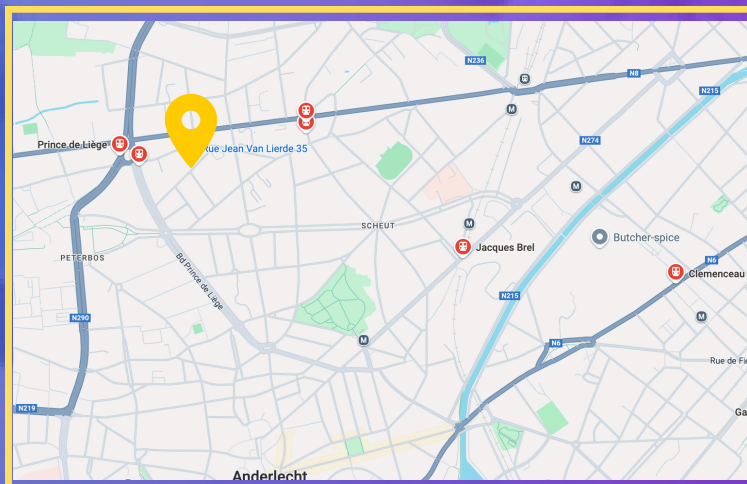 N236
N8
N215
Prince de Liège
Rue Jean Van Lierde 35
N274
SCHEUT
Butcher-spice
Jacques Brel
PETERBOS
N6
Clemenceau
Bd Prince de Liège
N215
N290
N6
Rue de Fie
N219
Ga
Anderlecht
M
M
M
M
M